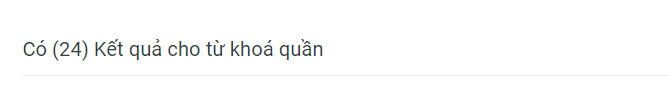 Có (24) Kết quả cho từ khoá quần